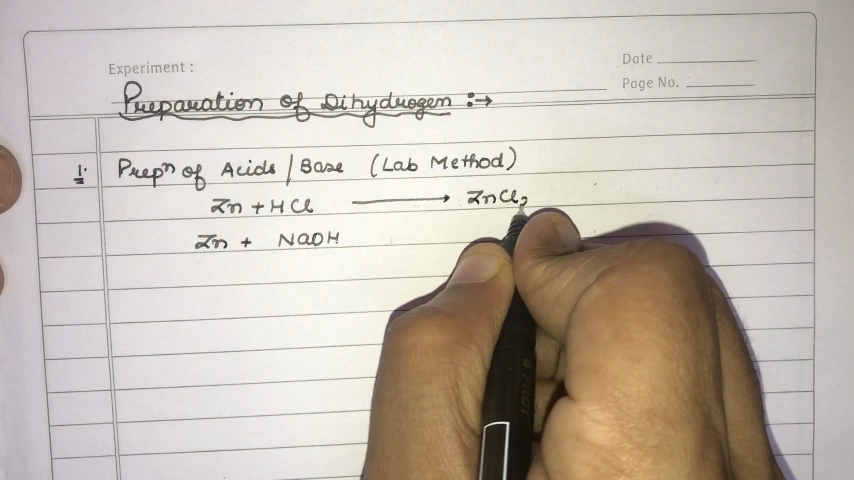 Experiment :
Date
Page No.
Preparation of Dihydrogen :→
1. Prepⁿ of Acids / Base (Lab Method)
Zn + HCl ⟶ ZnCl₂
Zn + NaOH
PILOT